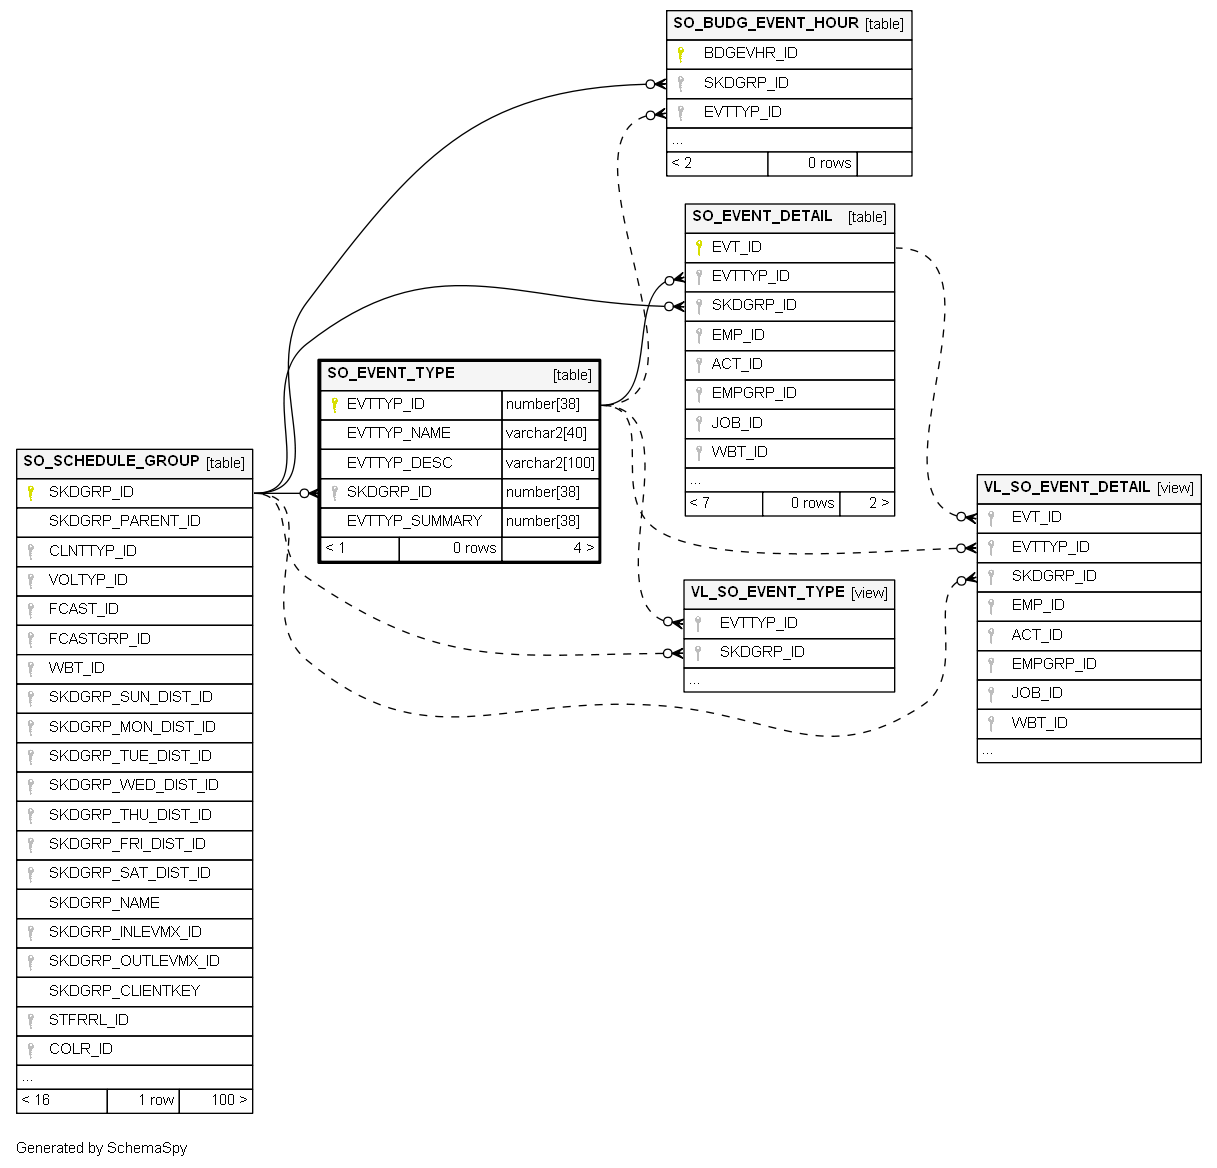 SO_BUDG_EVENT_HOUR [table]
BDGEVHR_ID
SKDGRP_ID
EVTTYP_ID
...
< 2 0 rows
SO_EVENT_DETAIL [table]
EVT_ID
EVTTYP_ID
SKDGRP_ID
EMP_ID
ACT_ID
EMPGRP_ID
JOB_ID
WBT_ID
...
< 7 0 rows 2 >
SO_EVENT_TYPE [table]
EVTTYP_ID number[38]
EVTTYP_NAME varchar2[40]
EVTTYP_DESC varchar2[100]
SKDGRP_ID number[38]
EVTTYP_SUMMARY number[38]
< 1 0 rows 4 >
SO_SCHEDULE_GROUP [table]
SKDGRP_ID
SKDGRP_PARENT_ID
CLNTTYP_ID
VOLTYP_ID
FCAST_ID
FCASTGRP_ID
WBT_ID
SKDGRP_SUN_DIST_ID
SKDGRP_MON_DIST_ID
SKDGRP_TUE_DIST_ID
SKDGRP_WED_DIST_ID
SKDGRP_THU_DIST_ID
SKDGRP_FRI_DIST_ID
SKDGRP_SAT_DIST_ID
SKDGRP_NAME
SKDGRP_INLEVMX_ID
SKDGRP_OUTLEVMX_ID
SKDGRP_CLIENTKEY
STFRRL_ID
COLR_ID
...
< 16 1 row 100 >
VL_SO_EVENT_DETAIL [view]
EVT_ID
EVTTYP_ID
SKDGRP_ID
EMP_ID
ACT_ID
EMPGRP_ID
JOB_ID
WBT_ID
...
VL_SO_EVENT_TYPE [view]
EVTTYP_ID
SKDGRP_ID
...
Generated by SchemaSpy